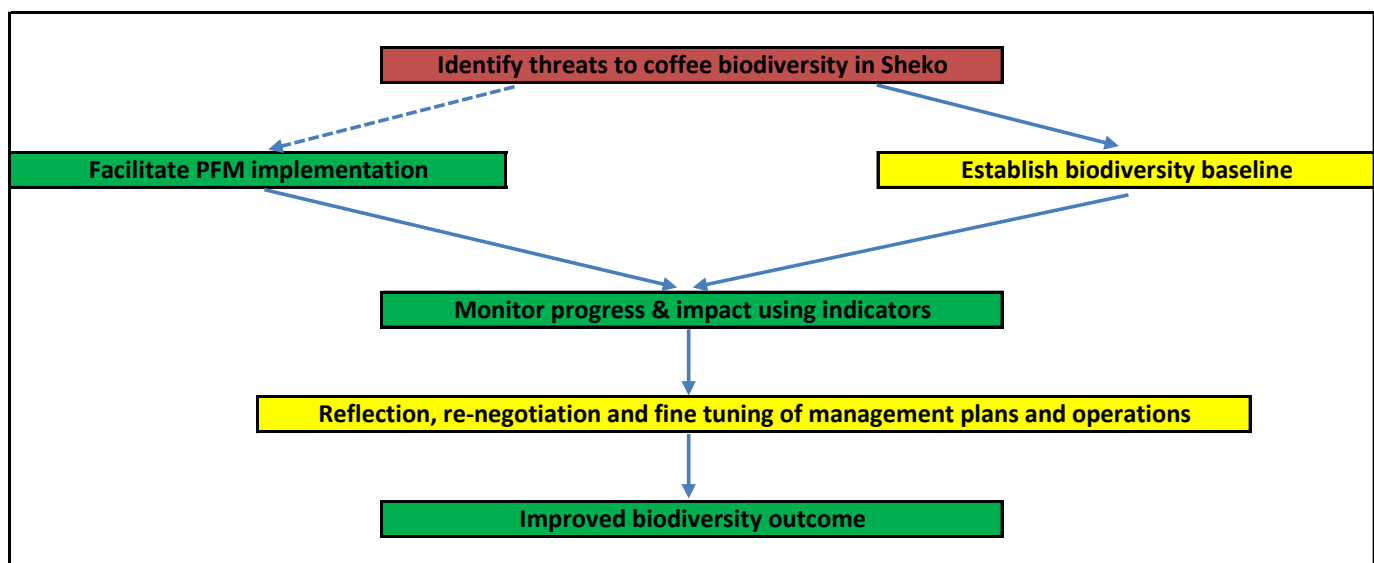 Identify threats to coffee biodiversity in Sheko
Facilitate PFM implementation
Establish biodiversity baseline
Monitor progress & impact using indicators
Reflection, re-negotiation and fine tuning of management plans and operations
Improved biodiversity outcome